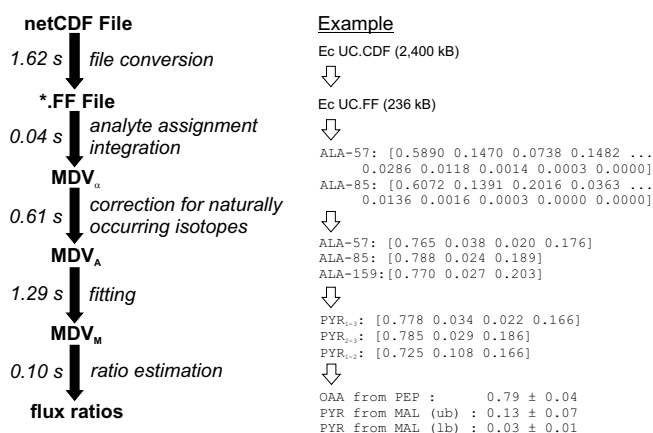 netCDF File
1.62 s file conversion
*.FF File
0.04 s analyte assignment
integration
MDVα
0.61 s correction for naturally
occurring isotopes
MDVA
1.29 s fitting
MDVM
0.10 s ratio estimation
flux ratios
Example
Ec UC.CDF (2,400 kB)
Ec UC.FF (236 kB)
ALA-57: [0.5890 0.1470 0.0738 0.1482 ...
0.0286 0.0118 0.0014 0.0003 0.0000]
ALA-85: [0.6072 0.1391 0.2016 0.0363 ...
0.0136 0.0016 0.0003 0.0000 0.0000]
ALA-57: [0.765 0.038 0.020 0.176]
ALA-85: [0.788 0.024 0.189]
ALA-159:[0.770 0.027 0.203]
PYR1-3: [0.778 0.034 0.022 0.166]
PYR2-3: [0.785 0.029 0.186]
PYR1-2: [0.725 0.108 0.166]
OAA from PEP : 0.79 ± 0.04
PYR from MAL (ub) : 0.13 ± 0.07
PYR from MAL (lb) : 0.03 ± 0.01